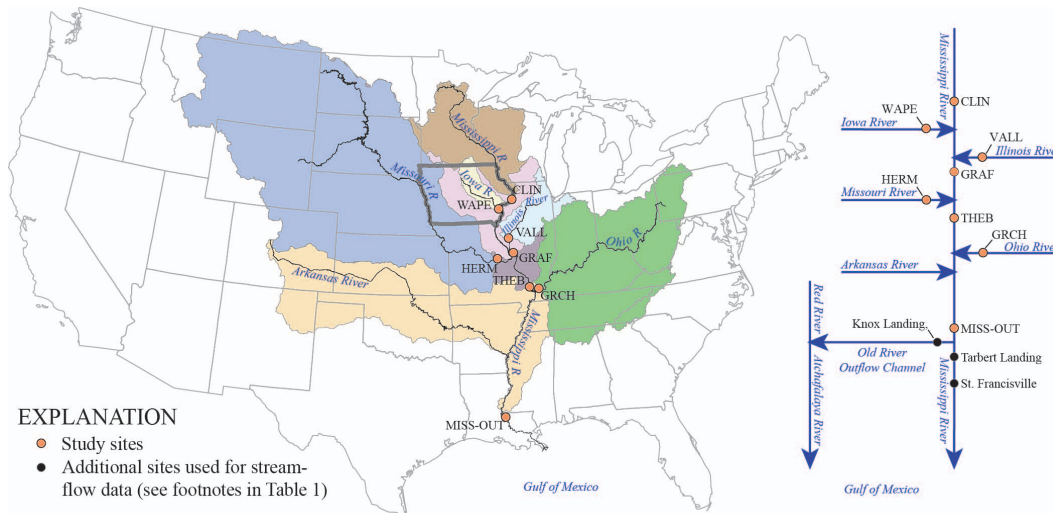 Mississippi R
Missouri R
Iowa R
CLIN
WAPE
Illinois River
VALL
Ohio R
GRAF
HERM
THEB
GRCH
Arkansas River
Mississippi R
MISS-OUT
EXPLANATION
Study sites
Additional sites used for stream-
flow data (see footnotes in Table 1)
Gulf of Mexico
Mississippi River
CLIN
WAPE
Iowa River
VALL
Illinois River
GRAF
HERM
Missouri River
THEB
GRCH
Ohio River
Arkansas River
Red River
MISS-OUT
Knox Landing,
Old River
Outflow Channel
Tarbert Landing
St. Francisville
Atchafalaya River
Mississippi River
Gulf of Mexico